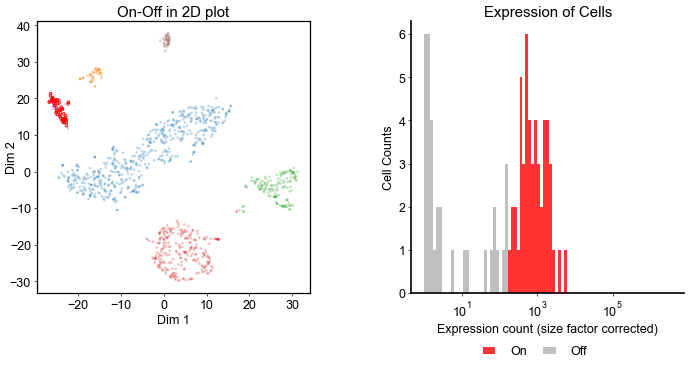 On-Off in 2D plot
40
30
20
10
0
−10
−20
−30
Dim 2
−20 −10 0 10 20 30
Dim 1
Expression of Cells
6
5
4
3
2
1
0
Cell Counts
10^1 10^3 10^5
Expression count (size factor corrected)
On Off